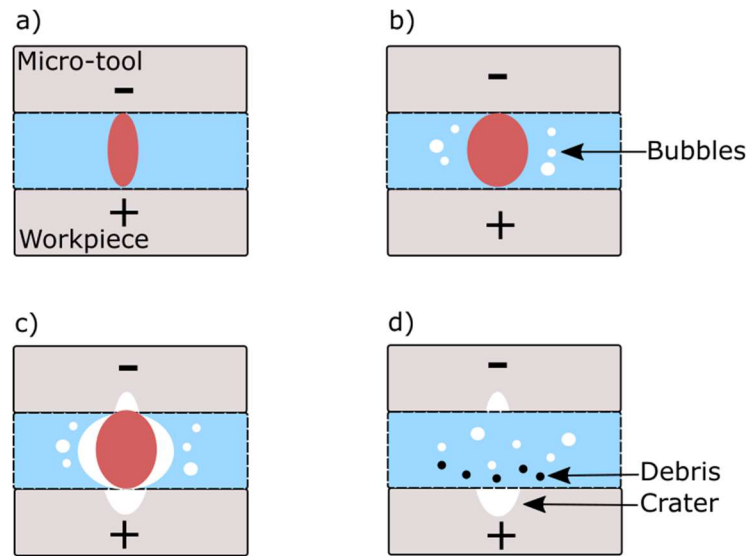 a)
Micro-tool
-
+
Workpiece
b)
-
Bubbles
+
c)
-
+
d)
-
Debris
Crater
+